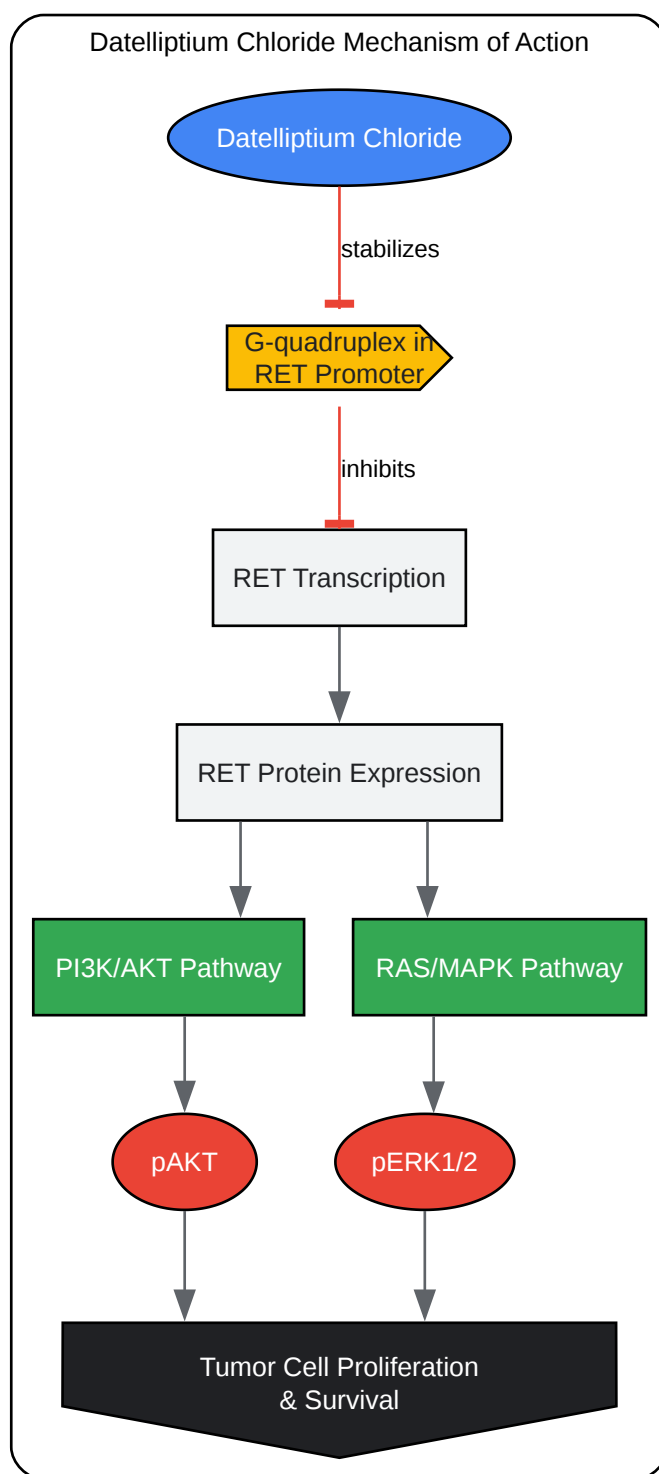 Datelliptium Chloride Mechanism of Action
Datelliptium Chloride
stabilizes
G-quadruplex in
RET Promoter
inhibits
RET Transcription
RET Protein Expression
PI3K/AKT Pathway
RAS/MAPK Pathway
pAKT
pERK1/2
Tumor Cell Proliferation
& Survival